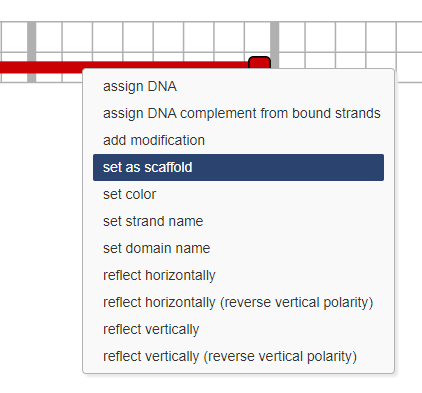 assign DNA
assign DNA complement from bound strands
add modification
set as scaffold
set color
set strand name
set domain name
reflect horizontally
reflect horizontally (reverse vertical polarity)
reflect vertically
reflect vertically (reverse vertical polarity)